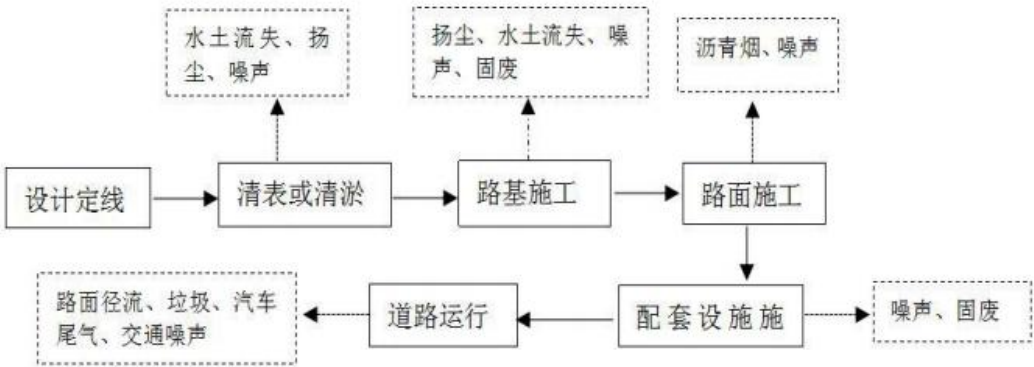 水土流失、扬
尘、噪声
扬尘、水土流失、噪
声、固废
沥青烟、噪声
设计定线
清表或清淤
路基施工
路面施工
路面径流、垃圾、汽车
尾气、交通噪声
道路运行
配套设施施
噪声、固废